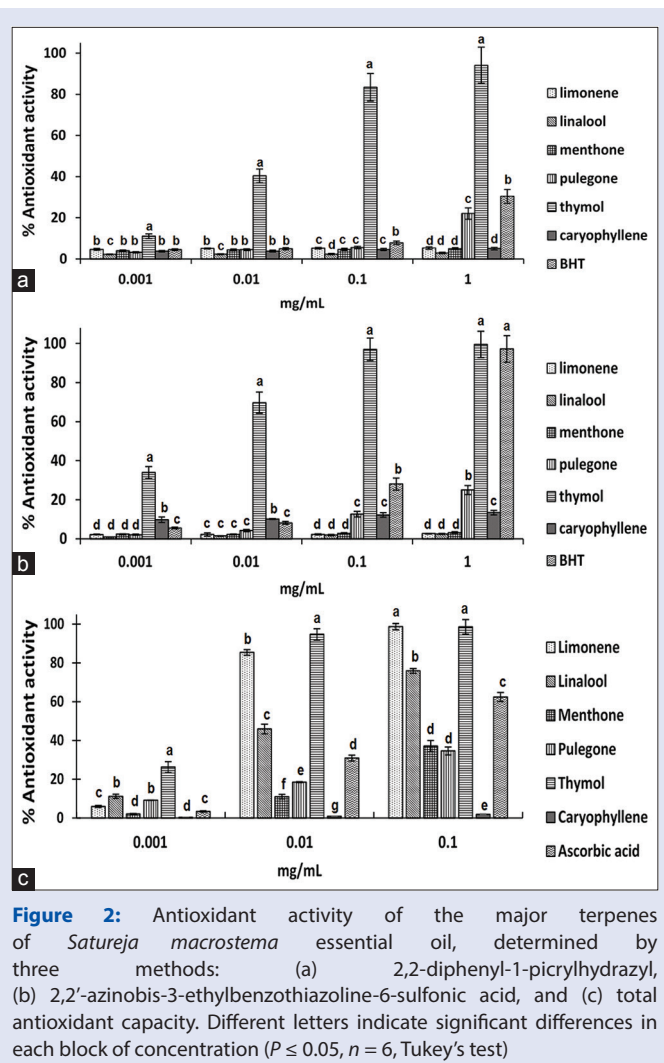 100
80
60
40
20
0
% Antioxidant activity
b c b b a b b
b c b b a b b
c d c c a c b
d d d c a d b
0.001 0.01 0.1 1
mg/mL
limonene
linalool
menthone
pulegone
thymol
caryophyllene
BHT
a
100
80
60
40
20
0
% Antioxidant activity
d d d d a b c
c c c c a b c
d d d c a c b
d d d b a c a
0.001 0.01 0.1 1
mg/mL
limonene
linalool
menthone
pulegone
thymol
caryophyllene
BHT
b
100
80
60
40
20
0
% Antioxidant activity
c b d b a d c
b c f e a g d
a b d d a e c
0.001 0.01 0.1
mg/mL
Limonene
Linalool
Menthone
Pulegone
Thymol
Caryophyllene
Ascorbic acid
c
Figure 2: Antioxidant activity of the major terpenes
of Satureja macrostema essential oil, determined by
three methods: (a) 2,2-diphenyl-1-picrylhydrazyl,
(b) 2,2'-azinobis-3-ethylbenzothiazoline-6-sulfonic acid, and (c) total
antioxidant capacity. Different letters indicate significant differences in
each block of concentration (P ≤ 0.05, n = 6, Tukey's test)